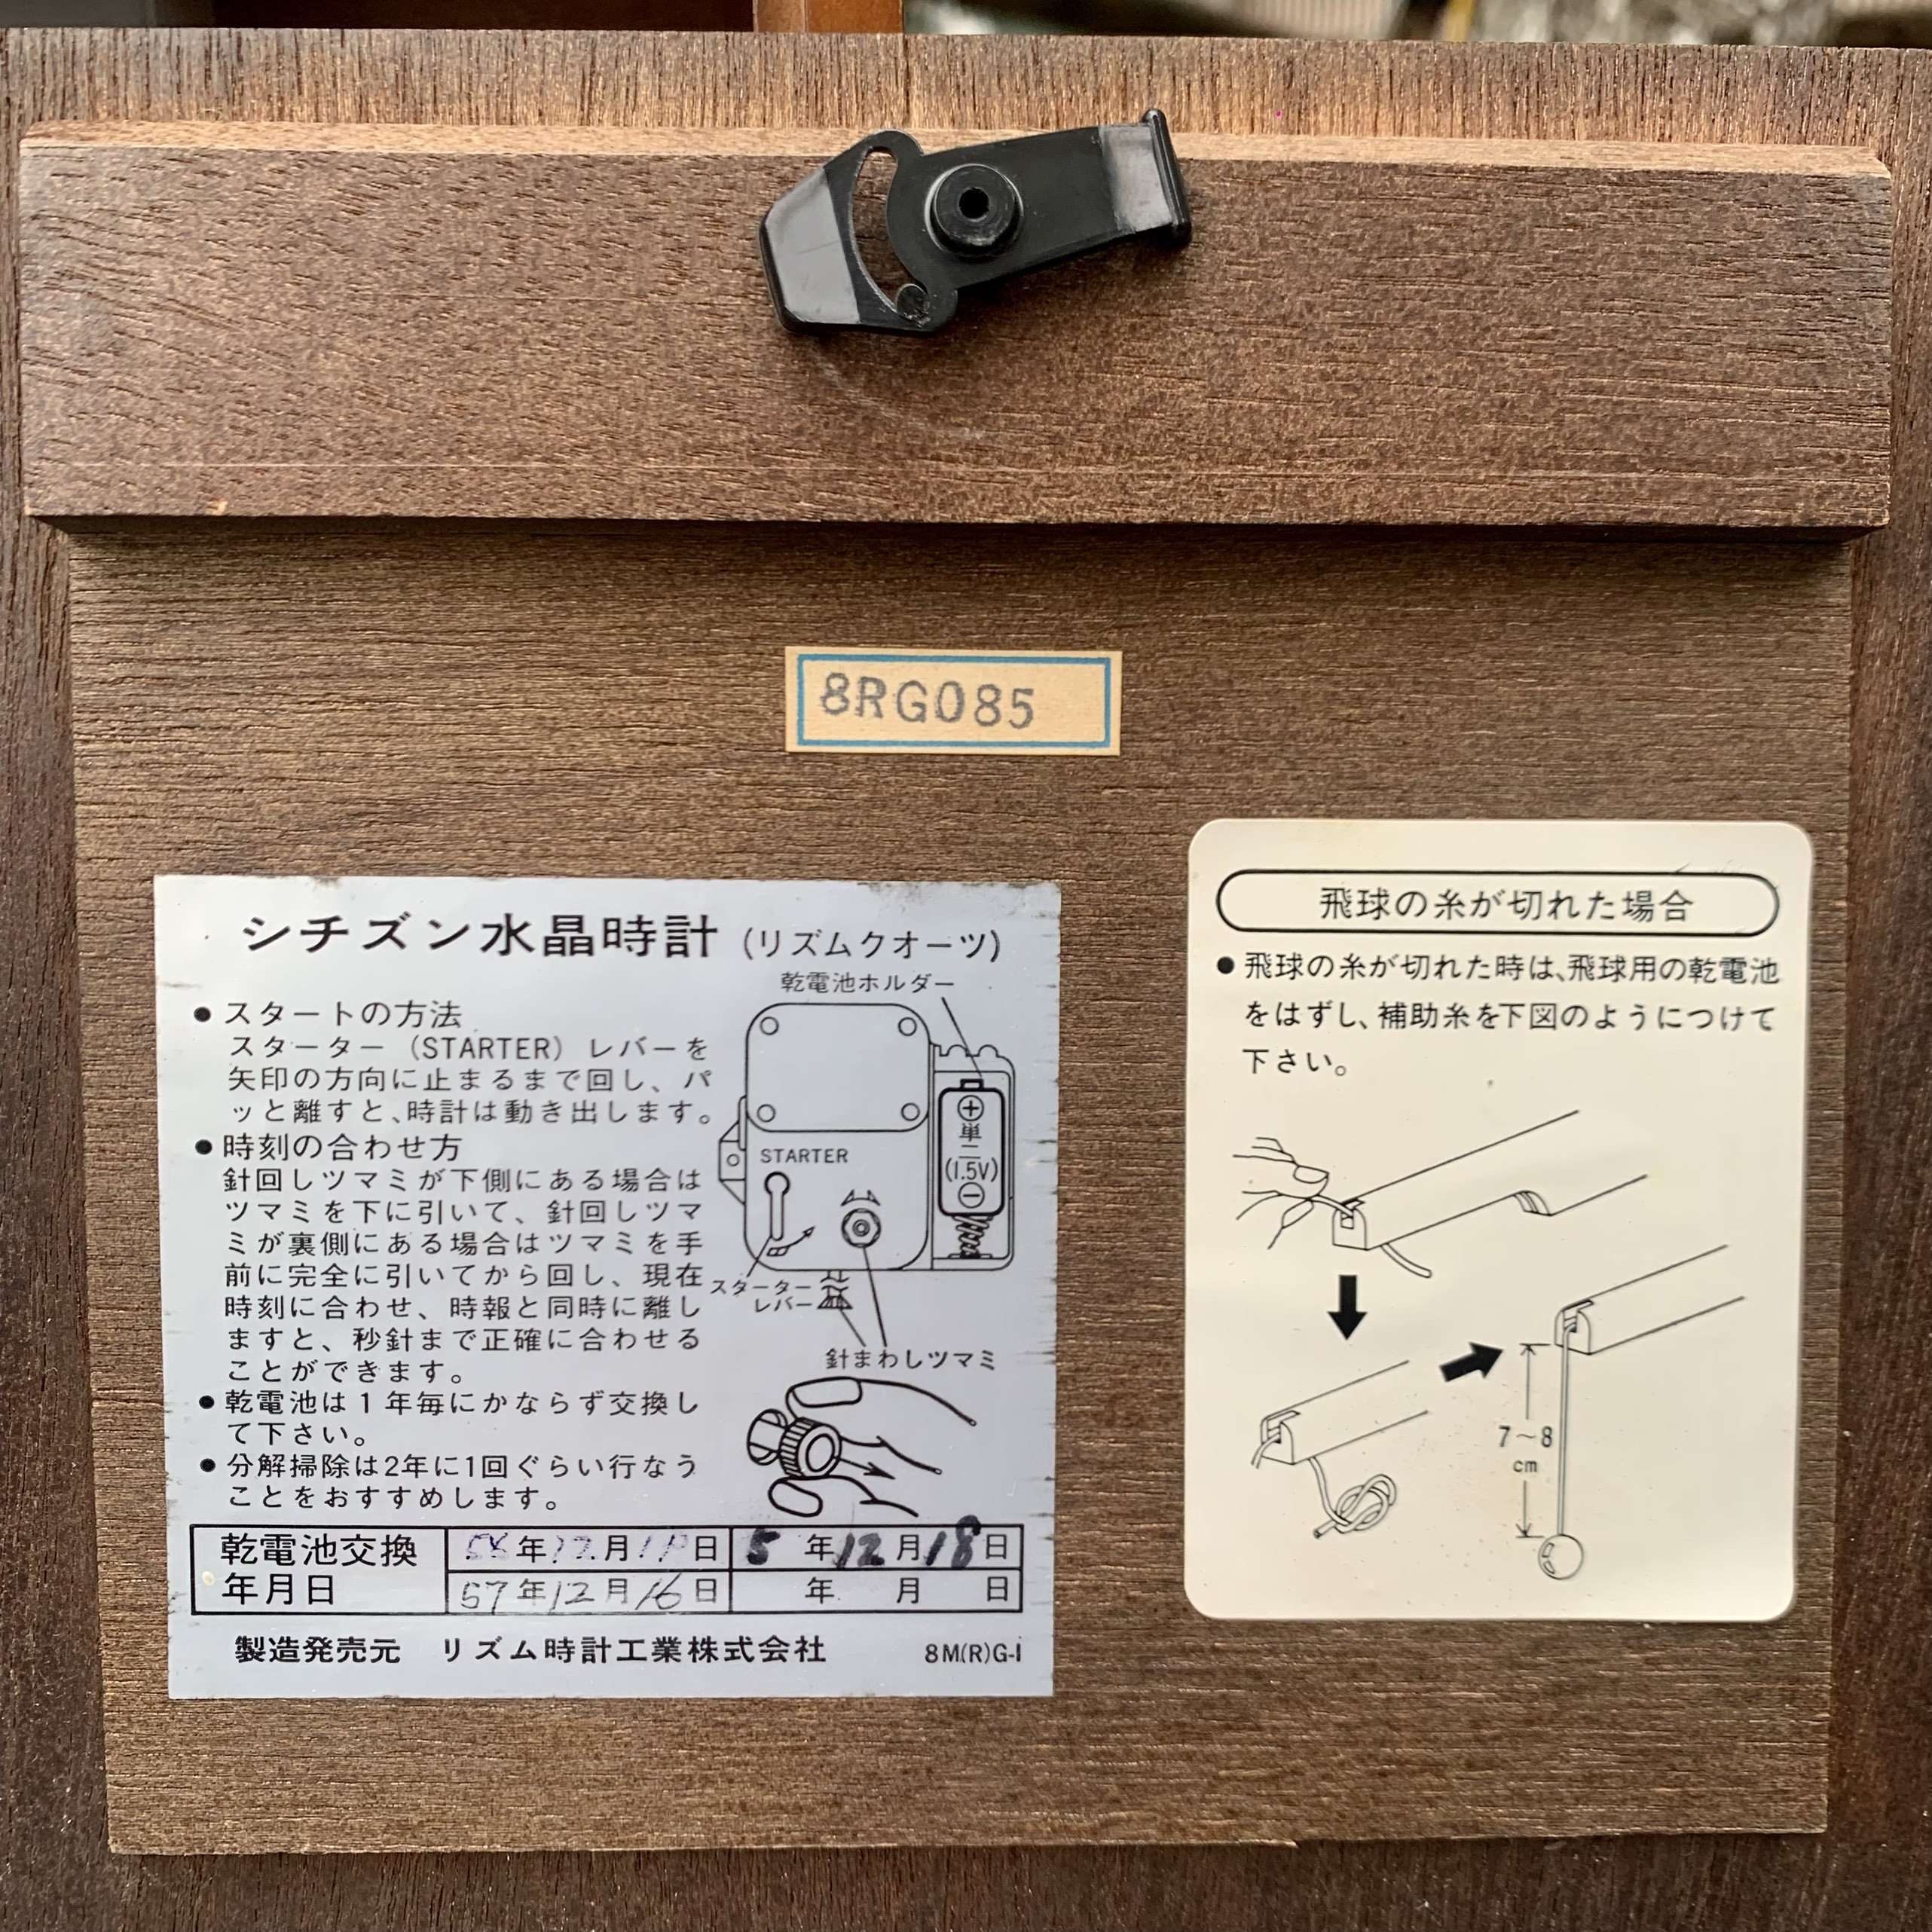 8RG085
シチズン水晶時計 (リズムクオーツ)
乾電池ホルダー
● スタートの方法
スターター (STARTER) レバーを
矢印の方向に止まるまで回し、パ
ッと離すと、時計は動き出します。
● 時刻の合わせ方
針回しツマミが下側にある場合は
ツマミを下に引いて、針回しツマ
ミが裏側にある場合はツマミを手
前に完全に引いてから回し、現在
時刻に合わせ、時報と同時に離し
ますと、秒針まで正確に合わせる
ことができます。
● 乾電池は1年毎にかならず交換し
て下さい。
● 分解掃除は2年に1回ぐらい行なう
ことをおすすめします。
STARTER
⊕
単二
(1.5V)
⊖
スターター
レバー
針まわしツマミ
乾電池交換
年月日
年12月日
5年12月18日
57年12月16日
年 月 日
製造発売元 リズム時計工業株式会社 8M(R)G-1
飛球の糸が切れた場合
● 飛球の糸が切れた時は、飛球用の乾電池
をはずし、補助糸を下図のようにつけて
下さい。
7～8
cm